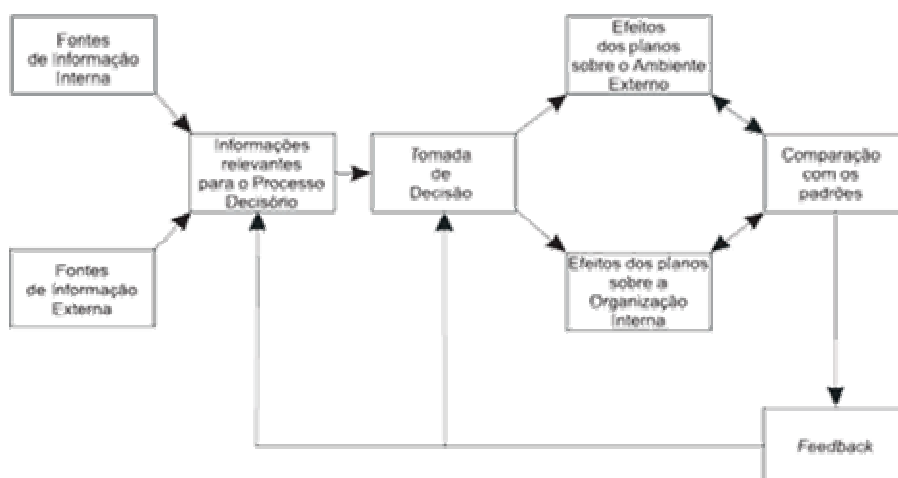 Fontes
de Informação
Interna
Efeitos
dos planos
sobre o Ambiente
Externo
Informações
relevantes
para o Processo
Decisório
Tomada
de
Decisão
Comparação
com os
padrões
Fontes
de Informação
Externa
Efeitos dos planos
sobre a
Organização
Interna
Feedback